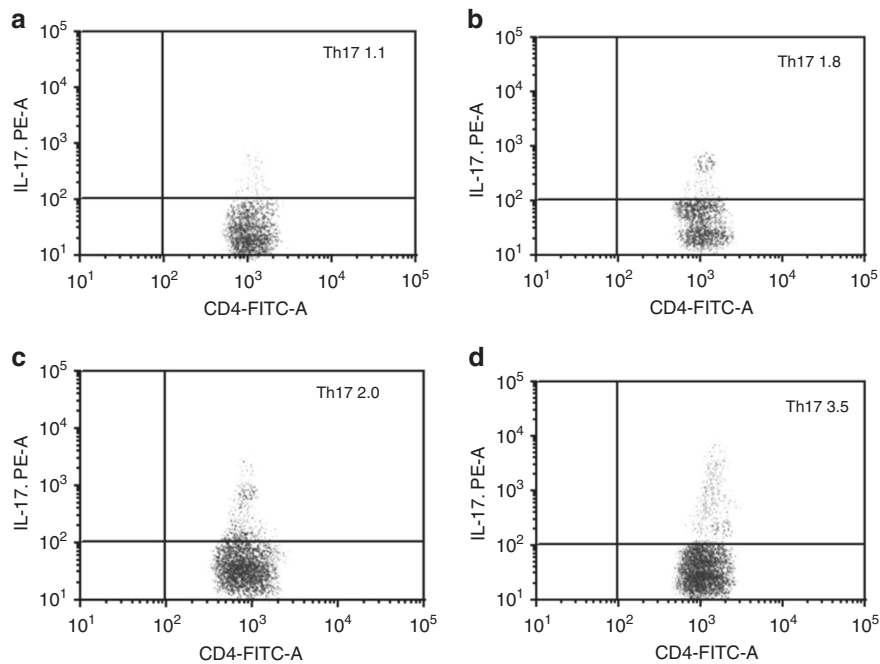 a
10⁵
10⁴
10³
10²
10¹
IL-17. PE-A
Th17 1.1
10¹ 10² 10³ 10⁴ 10⁵
CD4-FITC-A
b
10⁵
10⁴
10³
10²
10¹
IL-17. PE-A
Th17 1.8
10¹ 10² 10³ 10⁴ 10⁵
CD4-FITC-A
c
10⁵
10⁴
10³
10²
10¹
IL-17. PE-A
Th17 2.0
10¹ 10² 10³ 10⁴ 10⁵
CD4-FITC-A
d
10⁵
10⁴
10³
10²
10¹
IL-17. PE-A
Th17 3.5
10¹ 10² 10³ 10⁴ 10⁵
CD4-FITC-A